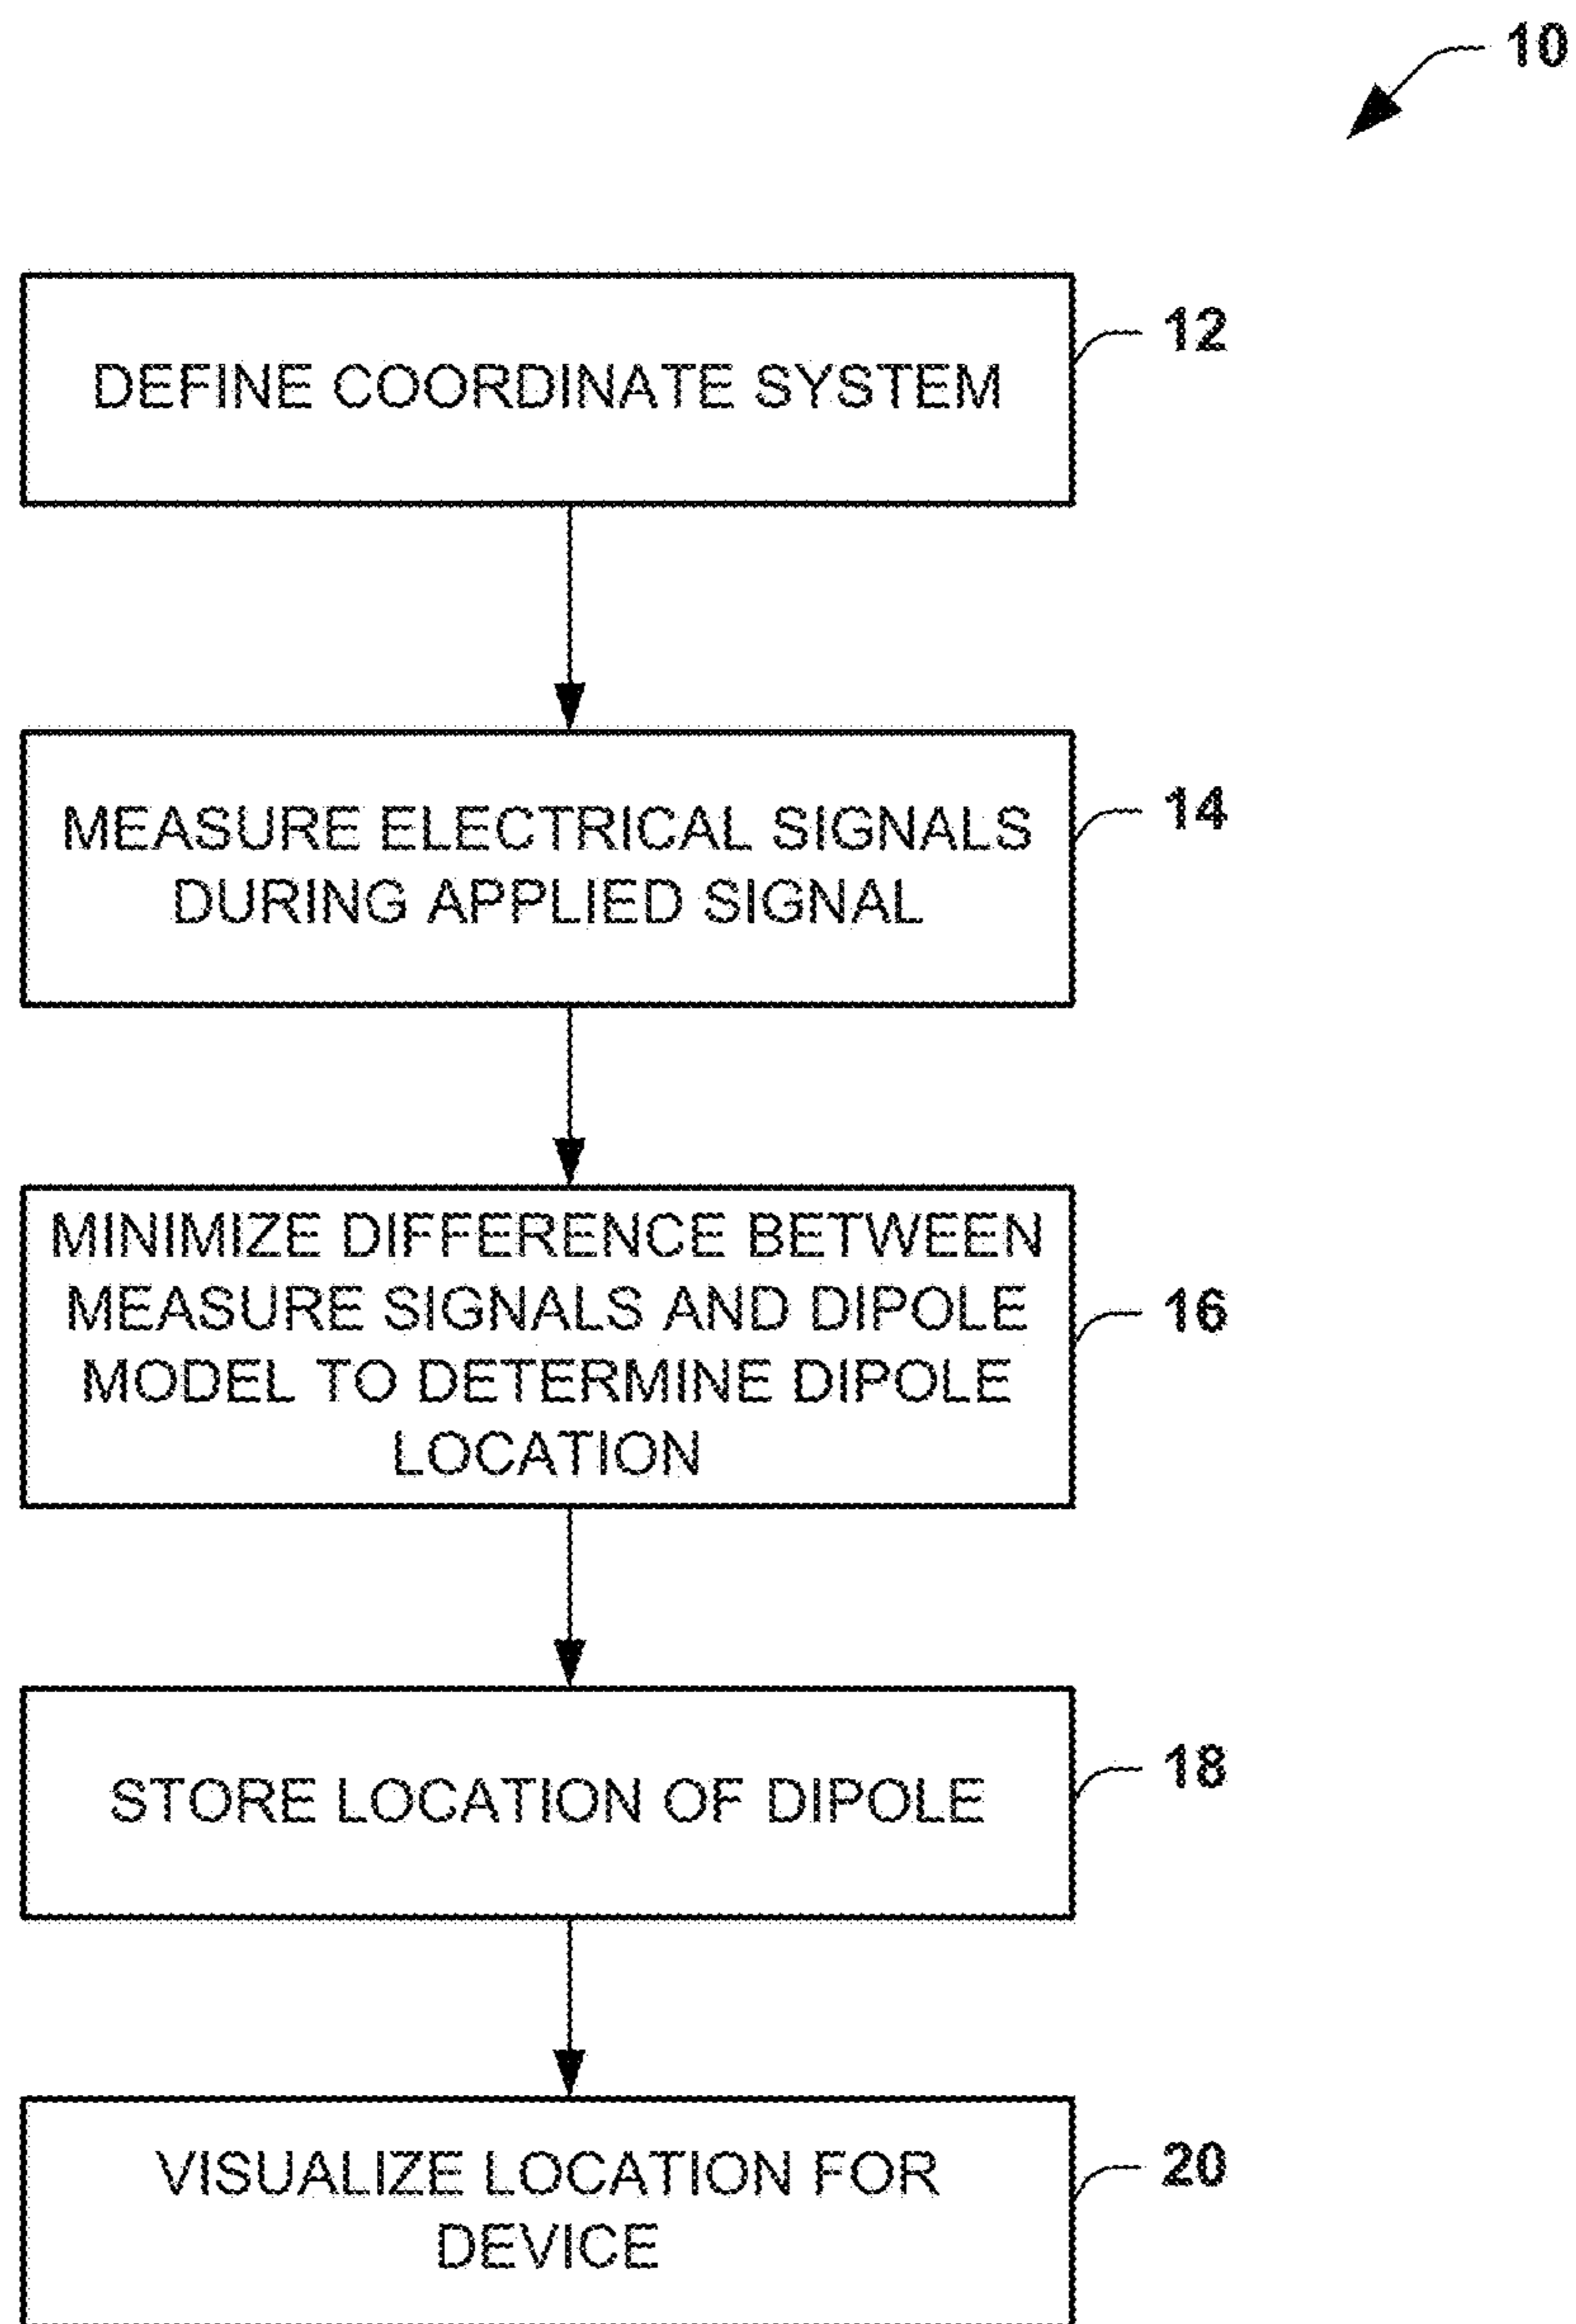 10
DEFINE COORDINATE SYSTEM
12
MEASURE ELECTRICAL SIGNALS
DURING APPLIED SIGNAL
14
MINIMIZE DIFFERENCE BETWEEN
MEASURE SIGNALS AND DIPOLE
MODEL TO DETERMINE DIPOLE
LOCATION
16
STORE LOCATION OF DIPOLE
18
VISUALIZE LOCATION FOR
DEVICE
20